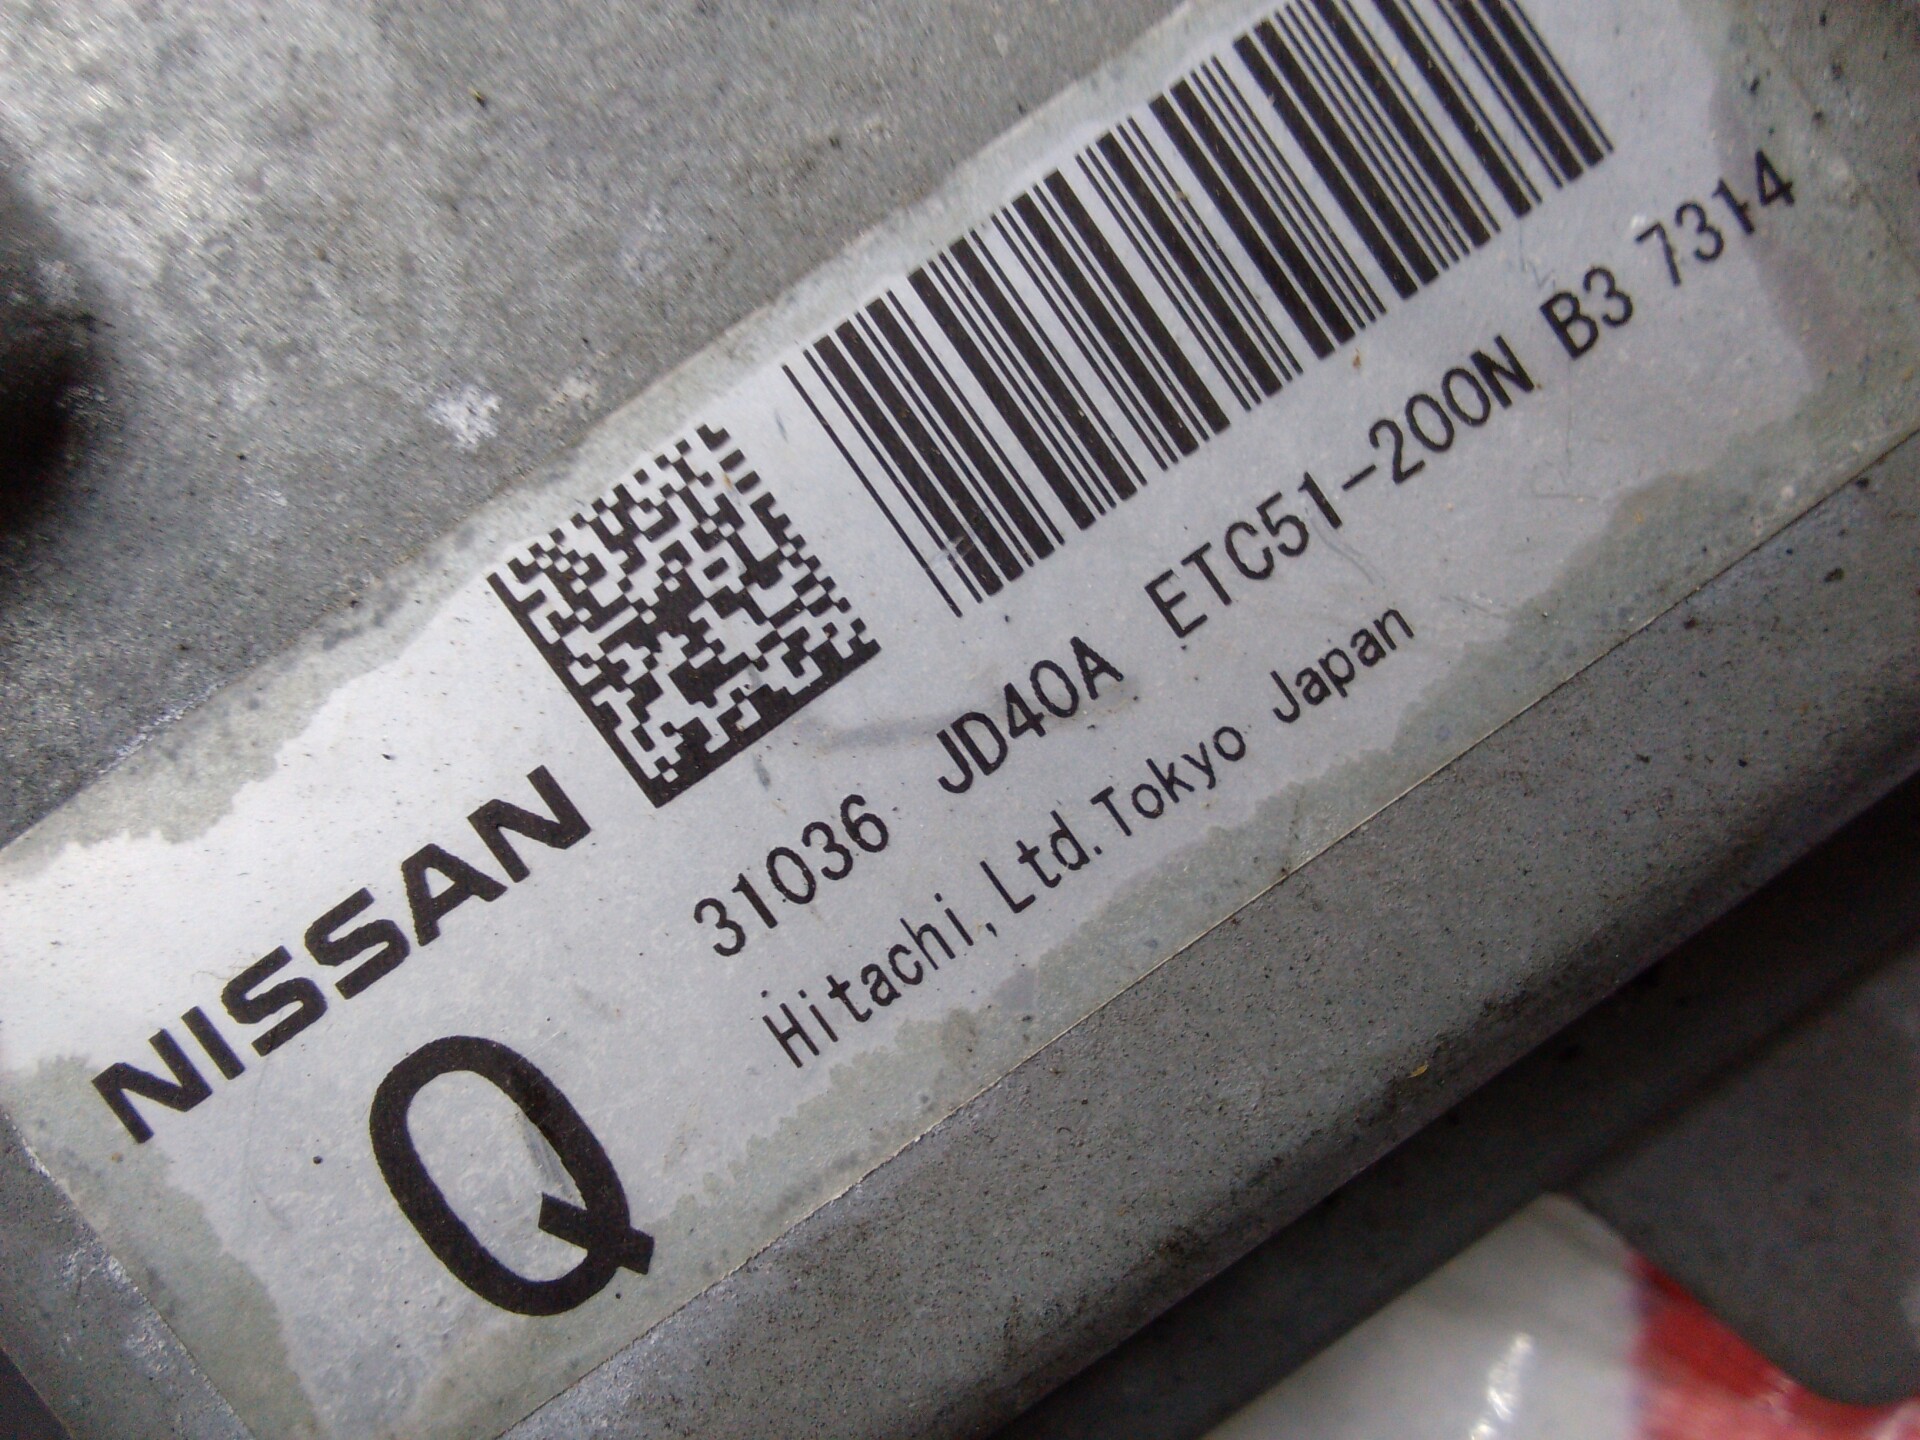 NISSAN
Q
31036 JD40A ETC51-200N B3 7314
Hitachi, Ltd. Tokyo Japan